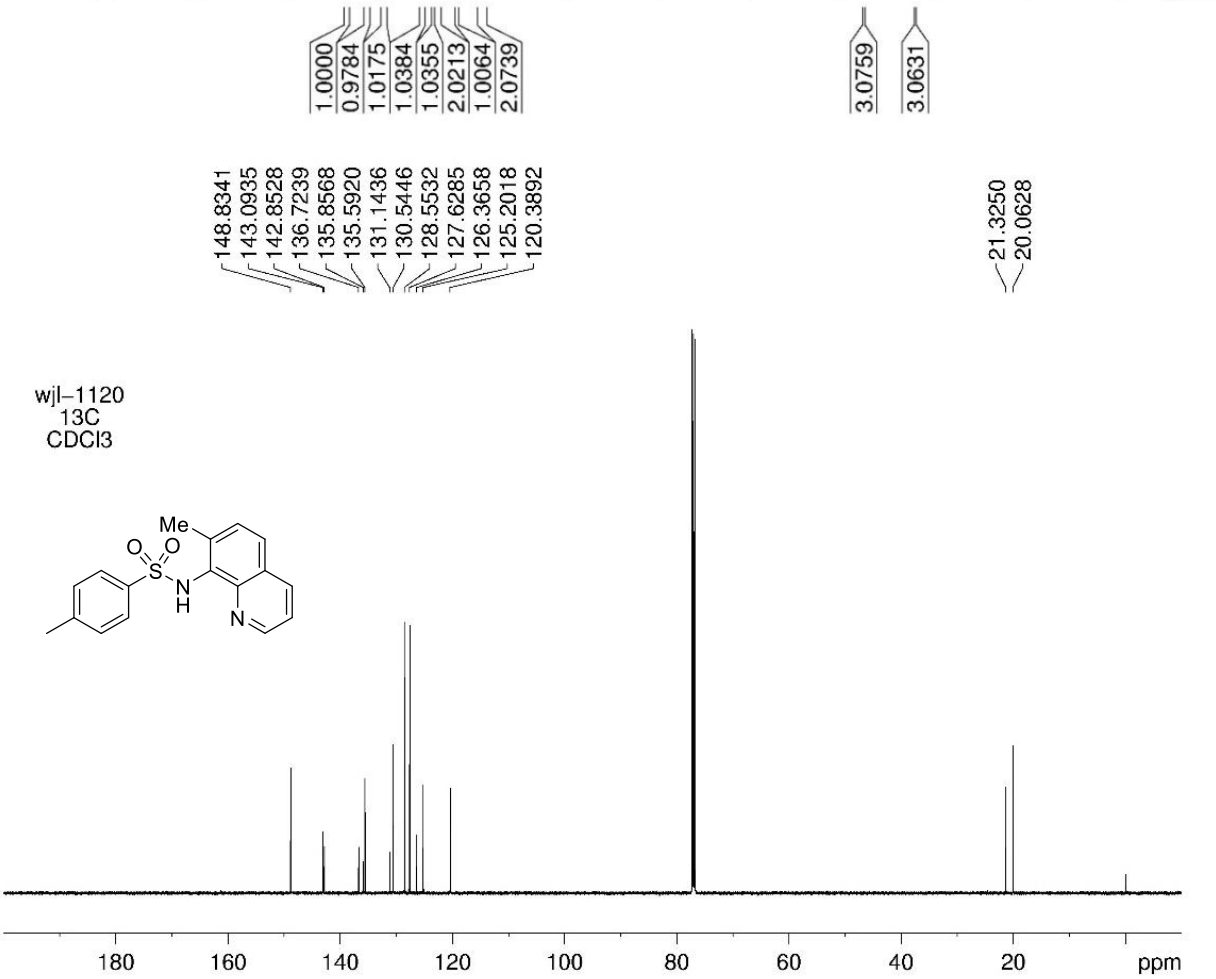 1.0000
0.9784
1.0175
1.0384
1.0355
2.0213
1.0064
2.0739
3.0759
3.0631
148.8341
143.0935
142.8528
136.7239
135.8568
135.5920
131.1436
130.5446
128.5532
127.6285
126.3658
125.2018
120.3892
21.3250
20.0628
wjl–1120
13C
CDCl3
Me
O O
S
N
H
N
180 160 140 120 100 80 60 40 20 ppm